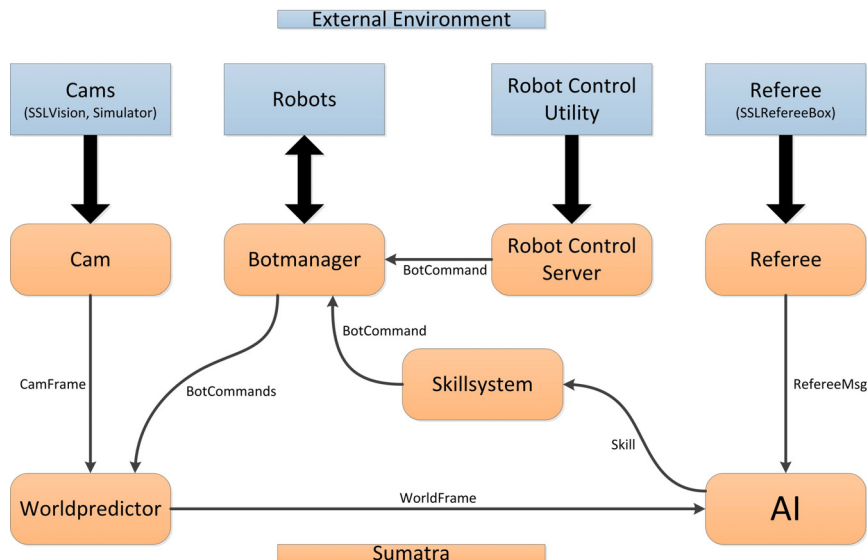 External Environment
Cams
(SSLVision, Simulator)
Robots
Robot Control
Utility
Referee
(SSLRefereeBox)
Cam
Botmanager
BotCommand
Robot Control
Server
Referee
CamFrame
BotCommands
BotCommand
Skillsystem
RefereeMsg
Skill
Worldpredictor
WorldFrame
AI
Sumatra